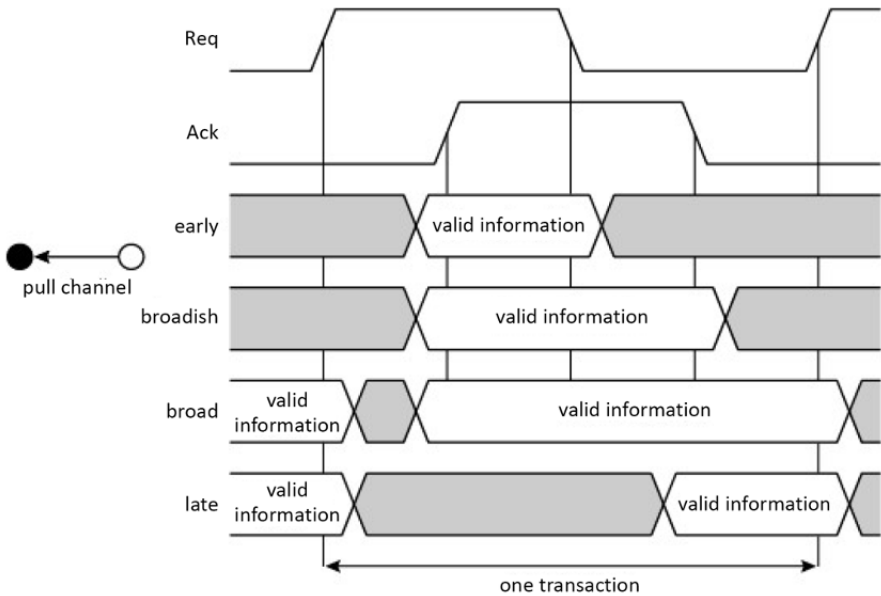 Req
Ack
early
valid information
pull channel
broadish
valid information
broad
valid
information
valid information
late
valid
information
valid information
one transaction